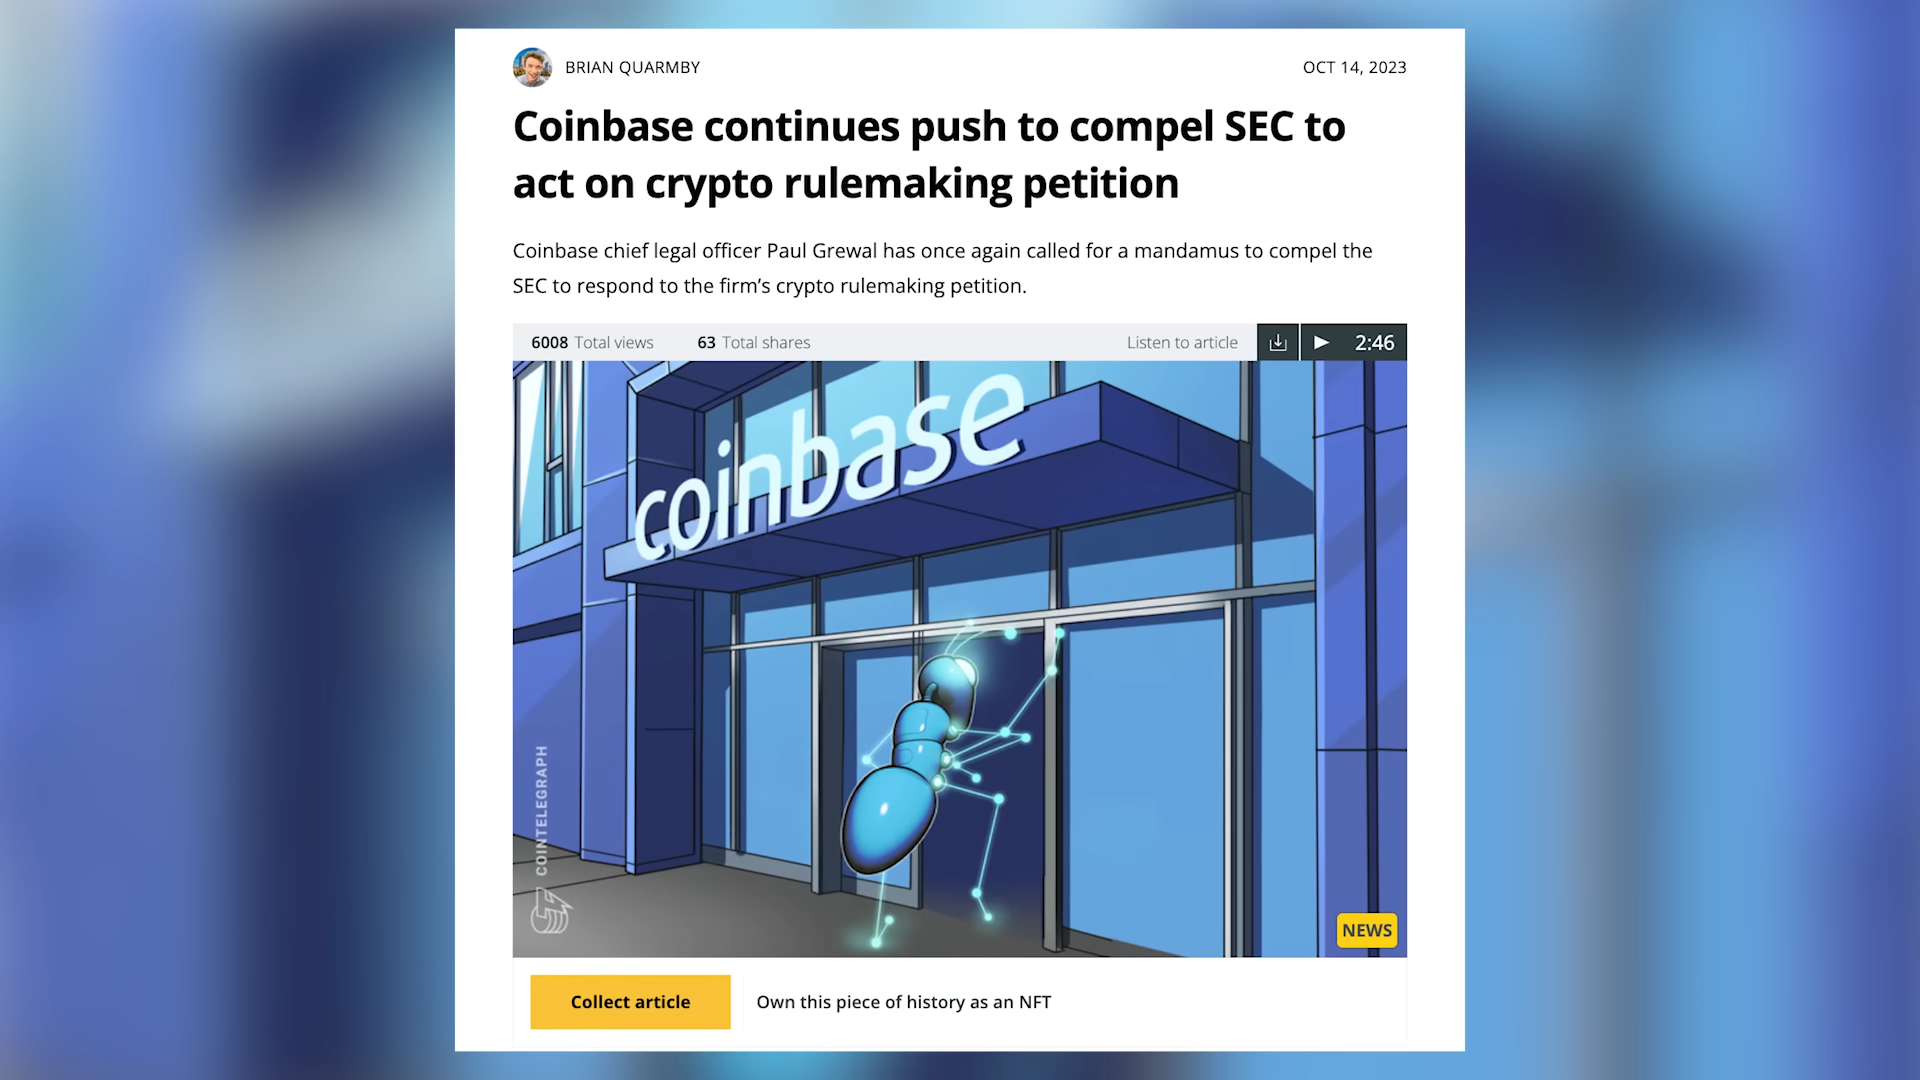 BRIAN QUARMBY
OCT 14, 2023
Coinbase continues push to compel SEC to
act on crypto rulemaking petition
Coinbase chief legal officer Paul Grewal has once again called for a mandamus to compel the
SEC to respond to the firm’s crypto rulemaking petition.
6008 Total views 63 Total shares Listen to article 2:46
coinbase
COINTELEGRAPH
NEWS
Collect article Own this piece of history as an NFT